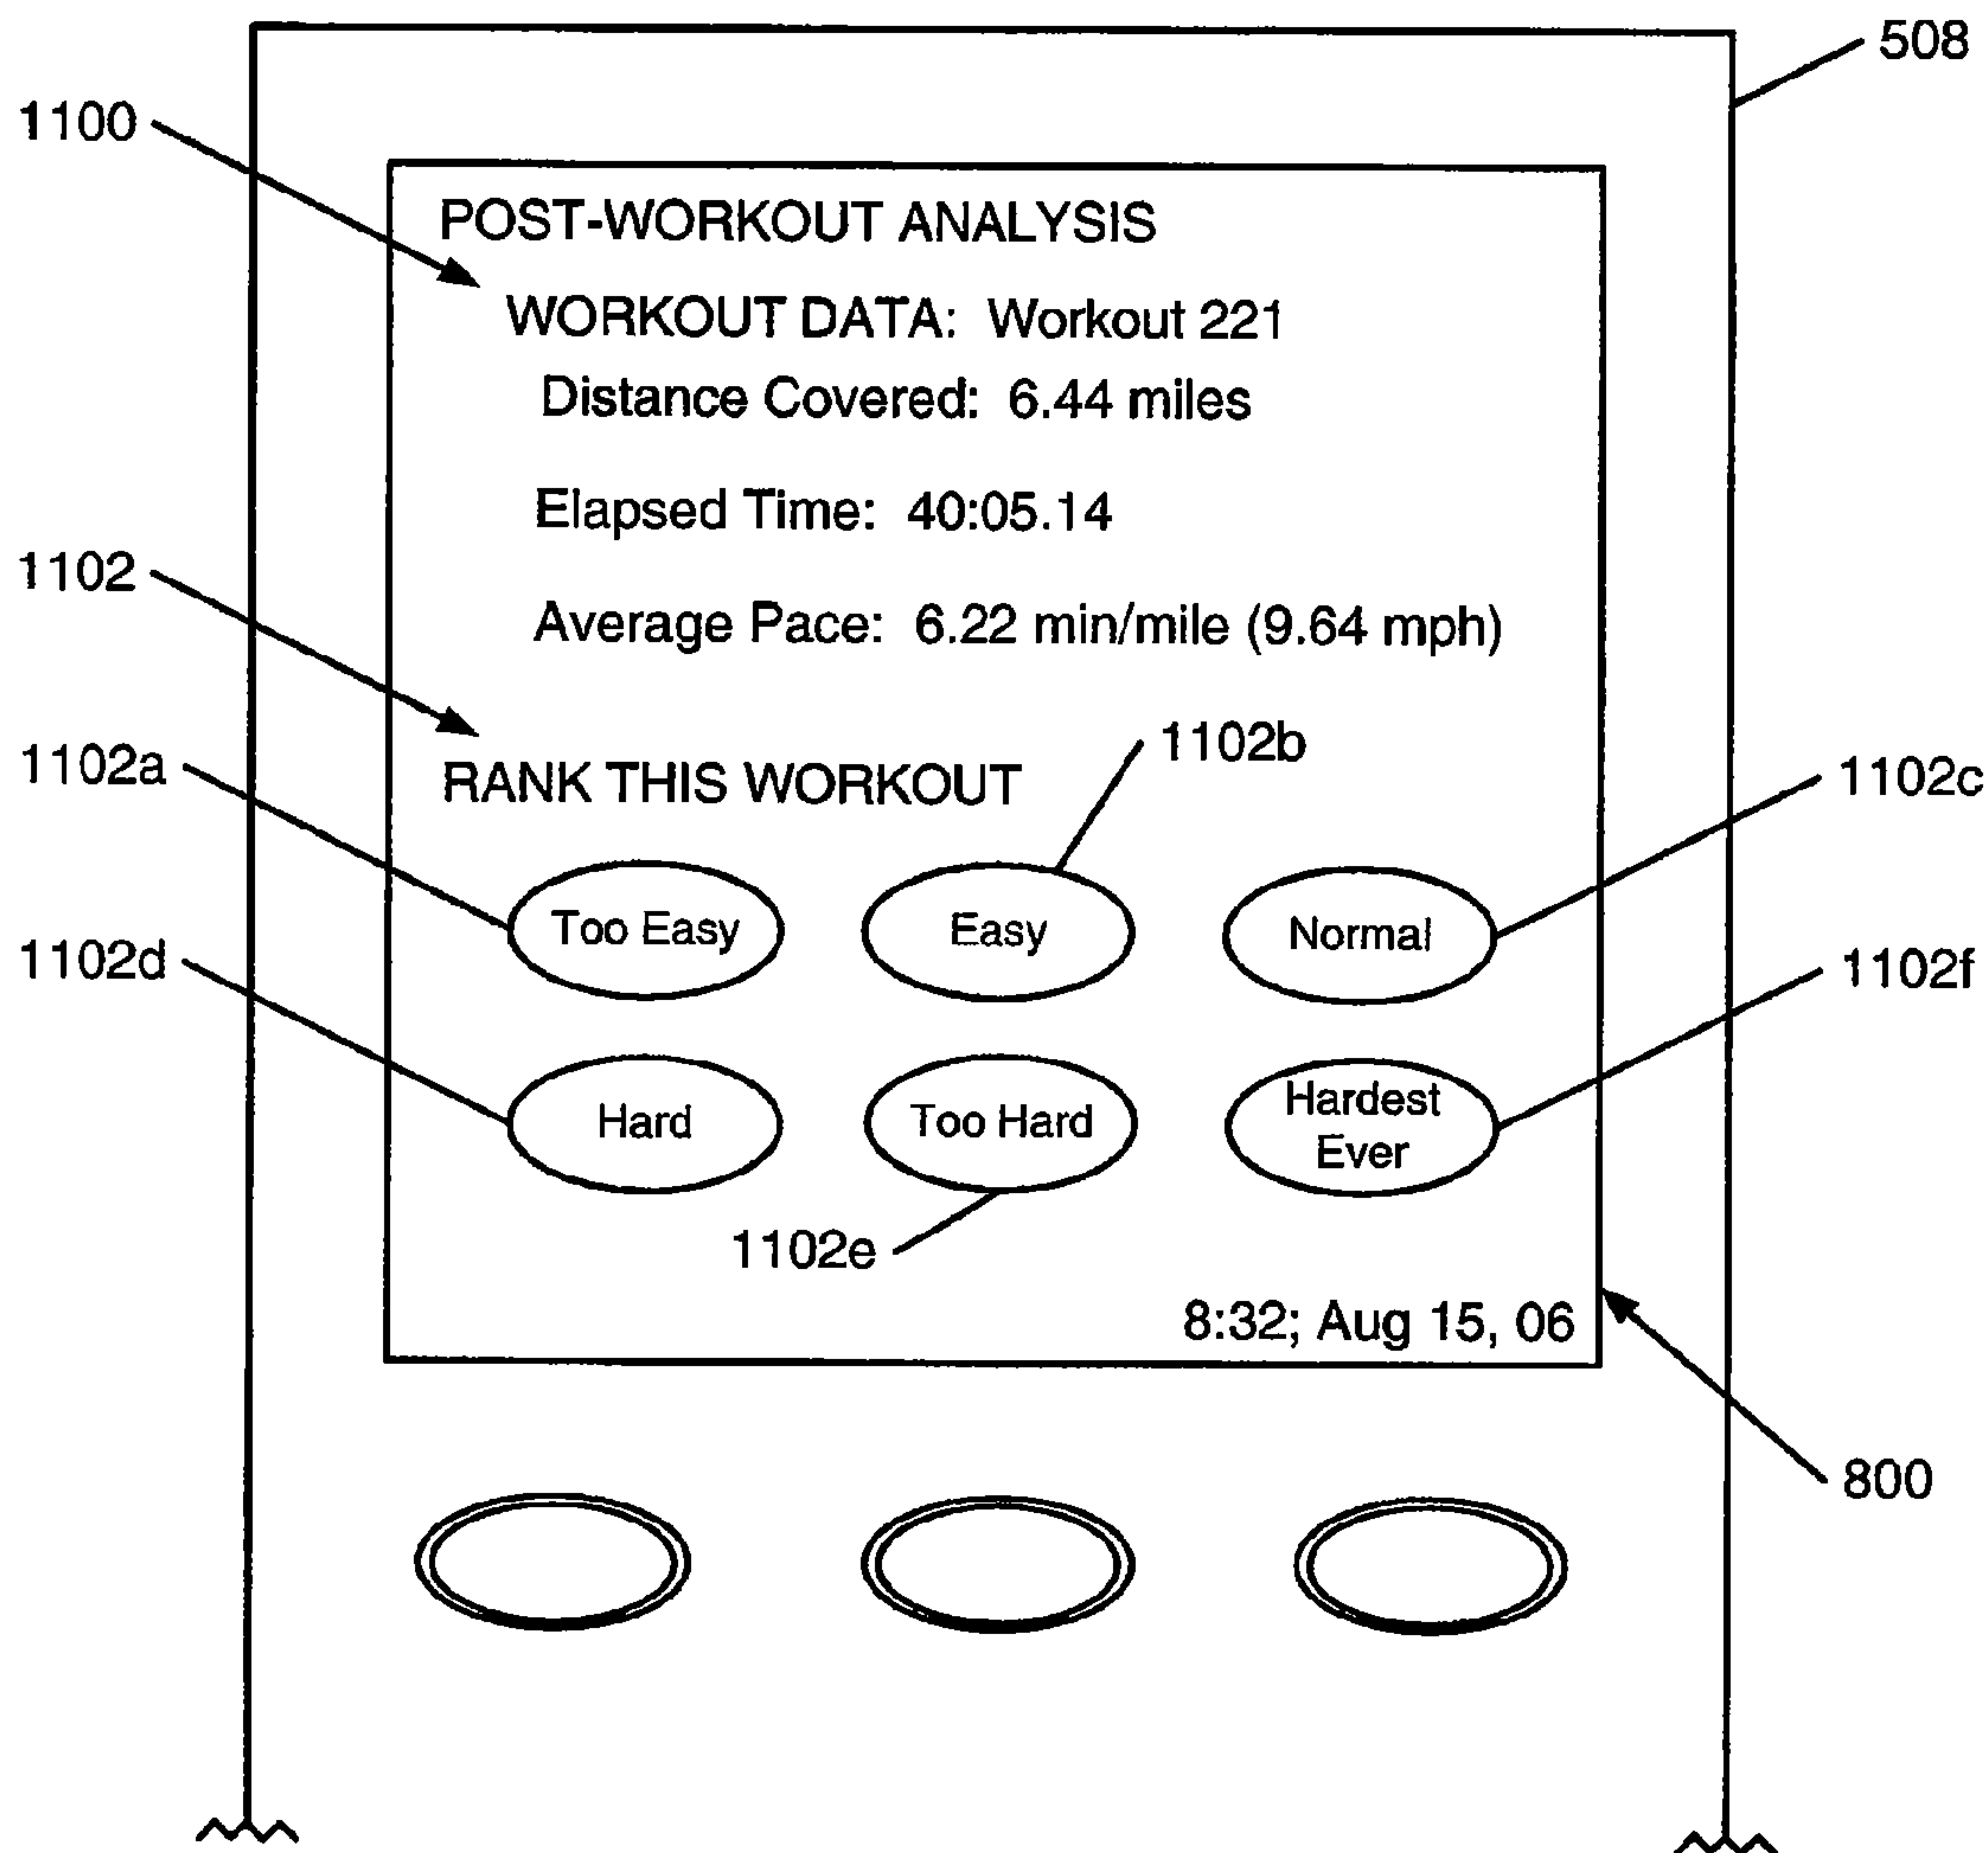 508
1100
POST-WORKOUT ANALYSIS
WORKOUT DATA: Workout 221
Distance Covered: 6.44 miles
Elapsed Time: 40:05.14
1102
Average Pace: 6.22 min/mile (9.64 mph)
1102b
1102a
1102c
RANK THIS WORKOUT
Too Easy
Easy
Normal
1102d
1102f
Hard
Too Hard
Hardest
Ever
1102e
8:32; Aug 15, 06
800